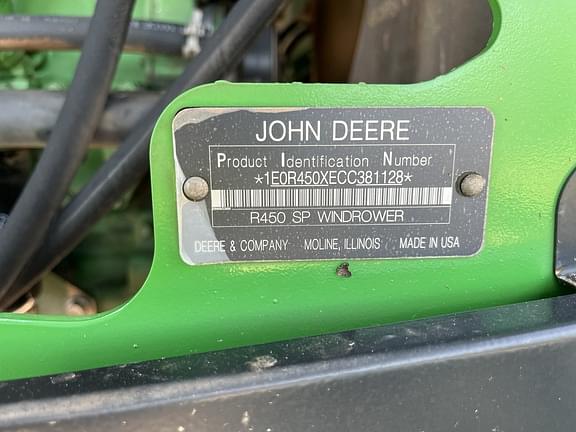 JOHN DEERE
Product Identification Number
*1E0R450XECC381128*
R450 SP WINDROWER
DEERE & COMPANY MOLINE, ILLINOIS MADE IN USA